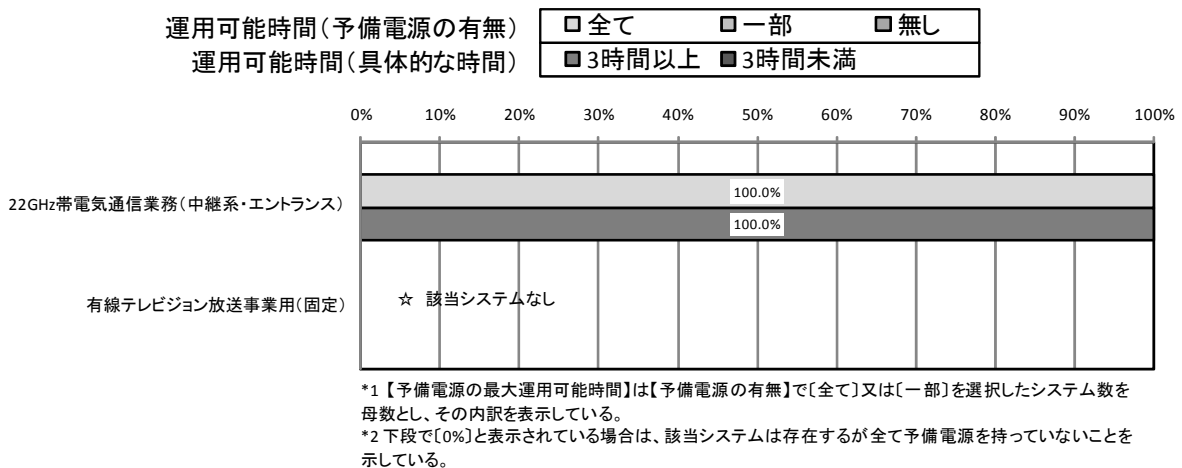 運用可能時間(予備電源の有無) □全て □一部 □無し
運用可能時間(具体的な時間) ■3時間以上 ■3時間未満
0% 10% 20% 30% 40% 50% 60% 70% 80% 90% 100%
22GHz帯電気通信業務(中継系・エントランス)
100.0%
100.0%
有線テレビジョン放送事業用(固定)
☆ 該当システムなし
*1 【予備電源の最大運用可能時間】は【予備電源の有無】で〔全て〕又は〔一部〕を選択したシステム数を
母数とし、その内訳を表示している。
*2 下段で〔0%〕と表示されている場合は、該当システムは存在するが全て予備電源を持っていないことを
示している。